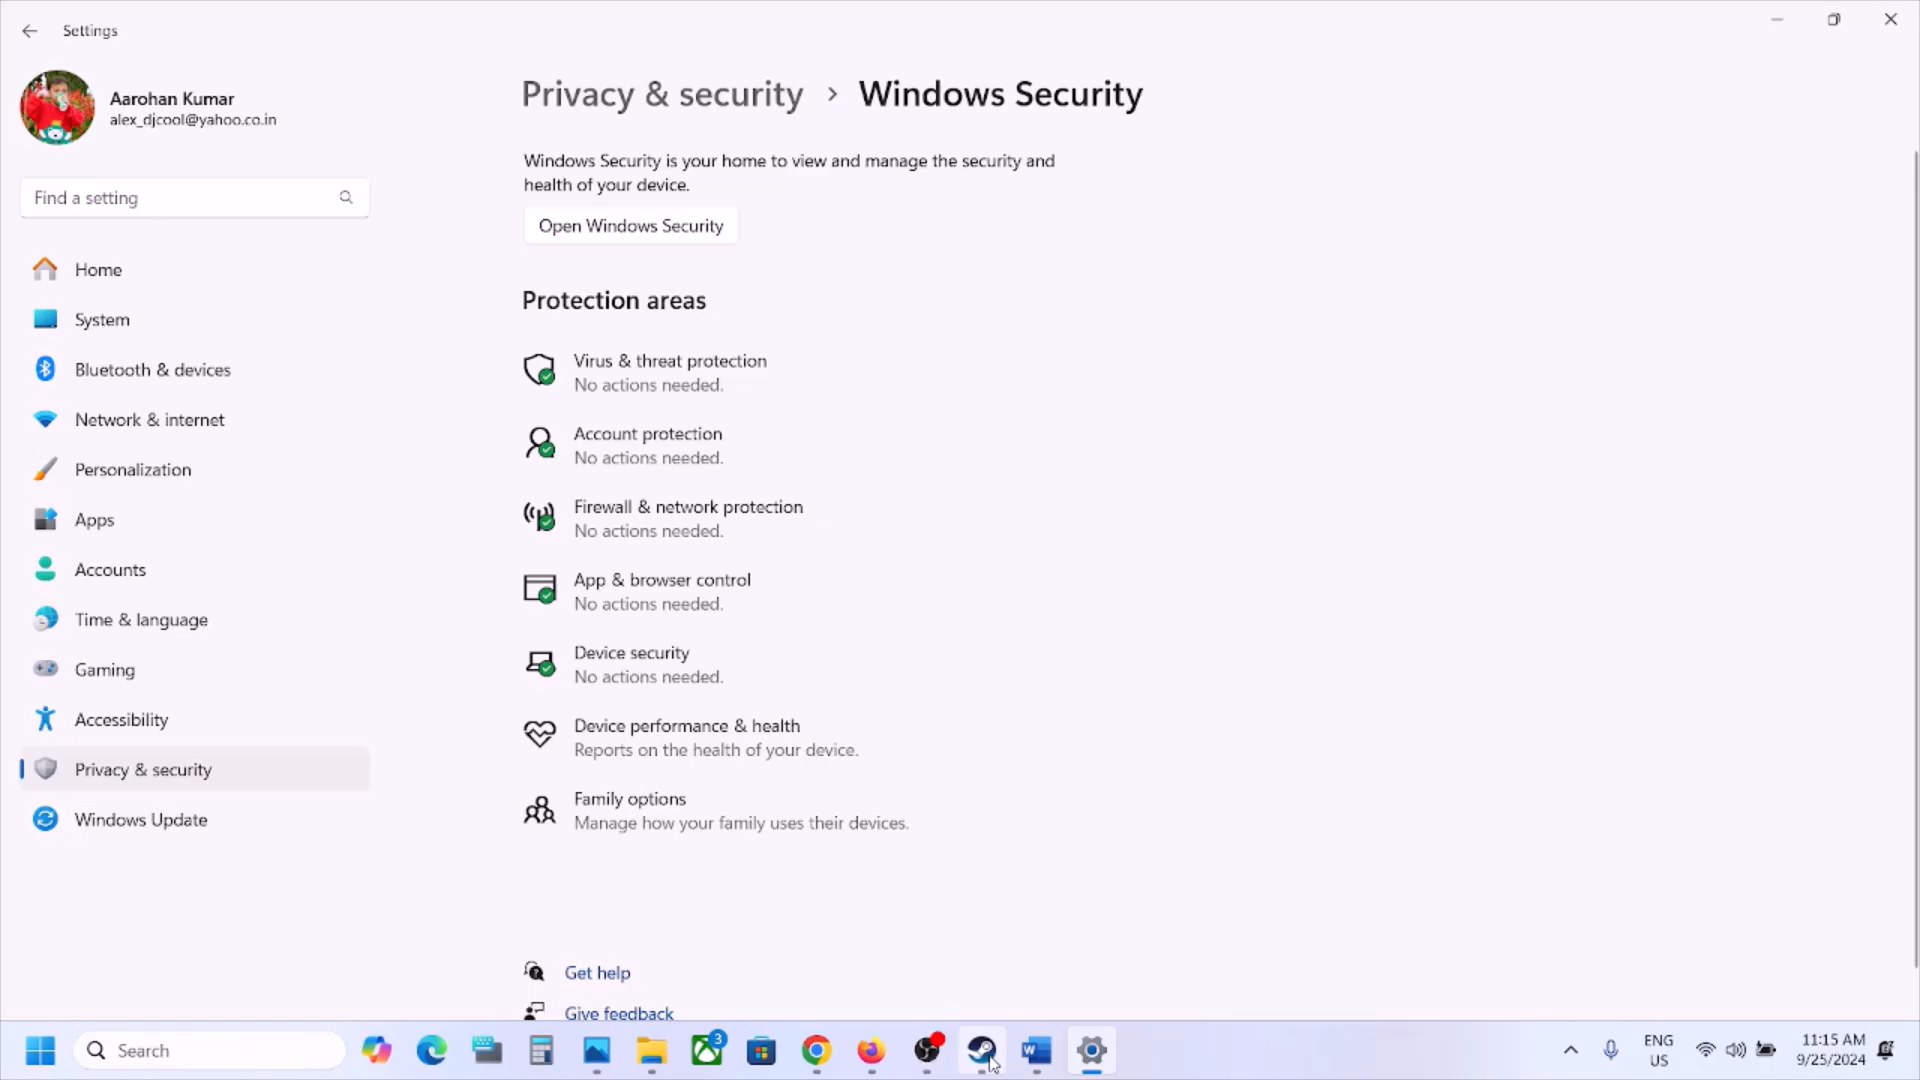 Settings
Aarohan Kumar
alex_djcool@yahoo.co.in
Find a setting
Home
System
Bluetooth & devices
Network & internet
Personalization
Apps
Accounts
Time & language
Gaming
Accessibility
Privacy & security
Windows Update
Privacy & security > Windows Security
Windows Security is your home to view and manage the security and
health of your device.
Open Windows Security
Protection areas
Virus & threat protection
No actions needed.
Account protection
No actions needed.
Firewall & network protection
No actions needed.
App & browser control
No actions needed.
Device security
No actions needed.
Device performance & health
Reports on the health of your device.
Family options
Manage how your family uses their devices.
Get help
Give feedback
Search
3
ENG
US
11:15 AM
9/25/2024